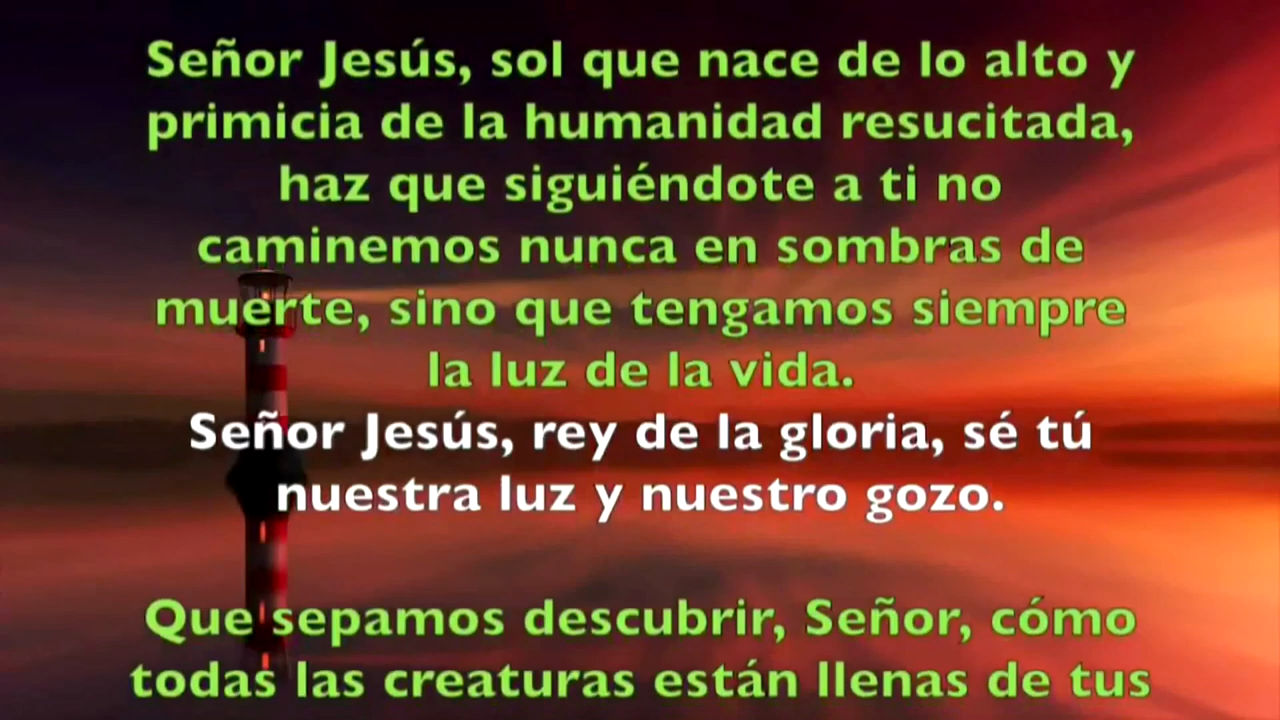 Señor Jesús, sol que nace de lo alto y
primicia de la humanidad resucitada,
haz que siguiéndote a ti no
caminemos nunca en sombras de
muerte, sino que tengamos siempre
la luz de la vida.
Señor Jesús, rey de la gloria, sé tú
nuestra luz y nuestro gozo.
Que sepamos descubrir, Señor, cómo
todas las creaturas están llenas de tus